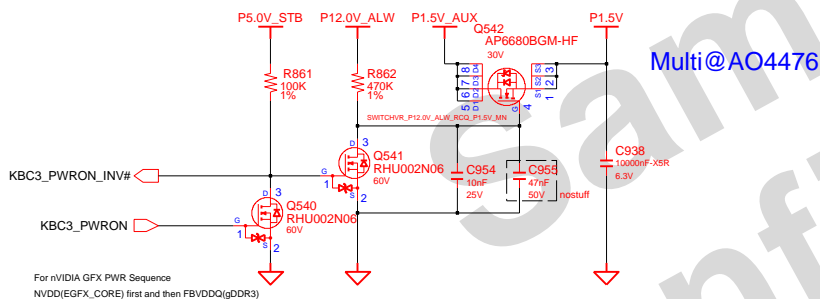 P5.0V_STB
P12.0V_ALW
P1.5V_AUX
Q542
AP6680BGM-HF
30V
P1.5V
Multi@AO4476
R861
100K
1%
R862
470K
1%
8 D4
7 D3
6 D2
5 D1
S3 3
S2 2
S1 1
G
4
SWITCHVR_P12.0V_ALW_RCQ_P1.5V_MN
D 3
Q541
RHU002N06
60V
G
1
S
2
C954
10nF
25V
C955
47nF
50V
nostuff
C938
10000nF-X5R
6.3V
KBC3_PWRON_INV#
D 3
Q540
RHU002N06
60V
KBC3_PWRON
G
1
S
2
For nVIDIA GFX PWR Sequence
NVDD(EGFX_CORE) first and then FBVDDQ(gDDR3)
Sam
onf